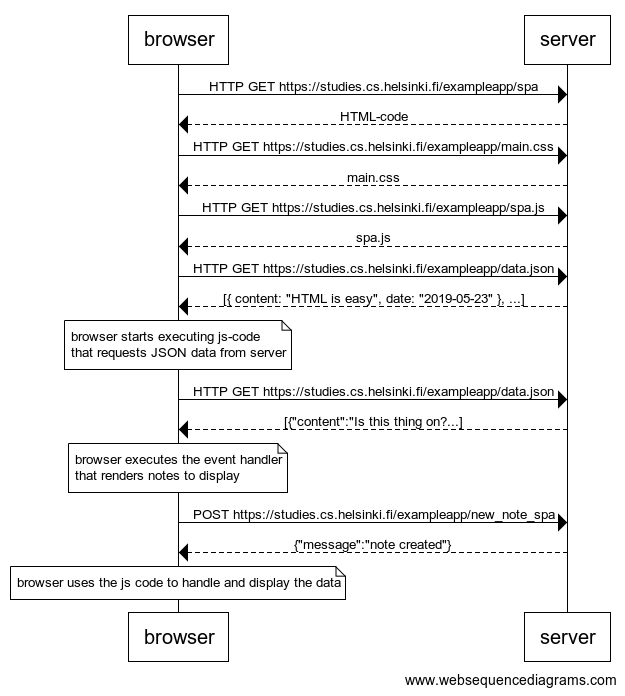 browser
server
HTTP GET https://studies.cs.helsinki.fi/exampleapp/spa
HTML-code
HTTP GET https://studies.cs.helsinki.fi/exampleapp/main.css
main.css
HTTP GET https://studies.cs.helsinki.fi/exampleapp/spa.js
spa.js
HTTP GET https://studies.cs.helsinki.fi/exampleapp/data.json
[{ content: "HTML is easy", date: "2019-05-23" }, ...]
browser starts executing js-code
that requests JSON data from server
HTTP GET https://studies.cs.helsinki.fi/exampleapp/data.json
[{"content":"Is this thing on?...]
browser executes the event handler
that renders notes to display
POST https://studies.cs.helsinki.fi/exampleapp/new_note_spa
{"message":"note created"}
browser uses the js code to handle and display the data
browser
server
www.websequencediagrams.com